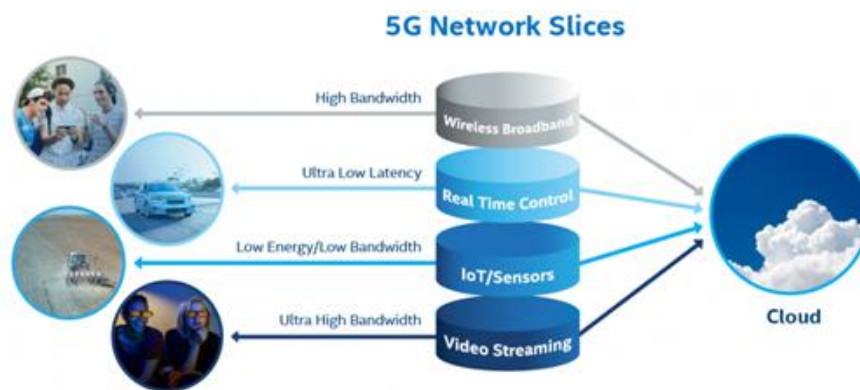 5G Network Slices
High Bandwidth
Wireless Broadband
Ultra Low Latency
Real Time Control
Low Energy/Low Bandwidth
IoT/Sensors
Ultra High Bandwidth
Video Streaming
Cloud